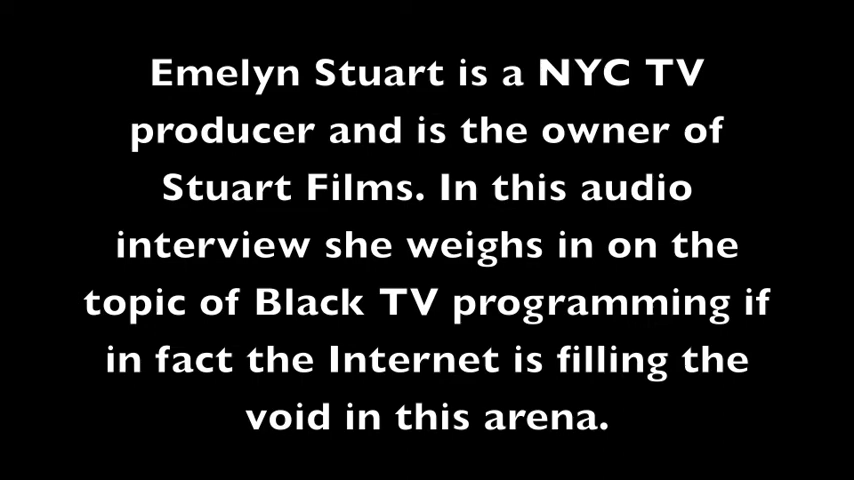 Emelyn Stuart is a NYC TV
producer and is the owner of
Stuart Films. In this audio
interview she weighs in on the
topic of Black TV programming if
in fact the Internet is filling the
void in this arena.